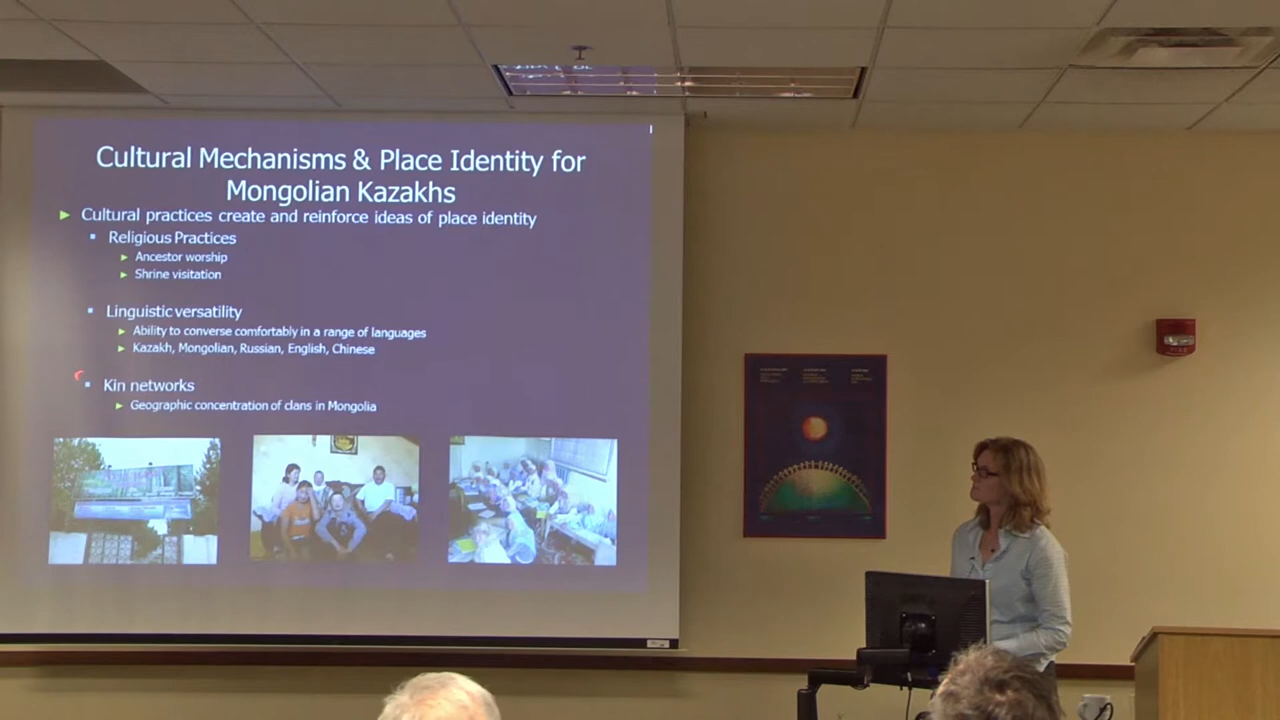 Cultural Mechanisms & Place Identity for
Mongolian Kazakhs
Cultural practices create and reinforce ideas of place identity
Religious Practices
Ancestor worship
Shrine visitation
Linguistic versatility
Ability to converse comfortably in a range of languages
Kazakh, Mongolian, Russian, English, Chinese
Kin networks
Geographic concentration of clans in Mongolia
FIRE